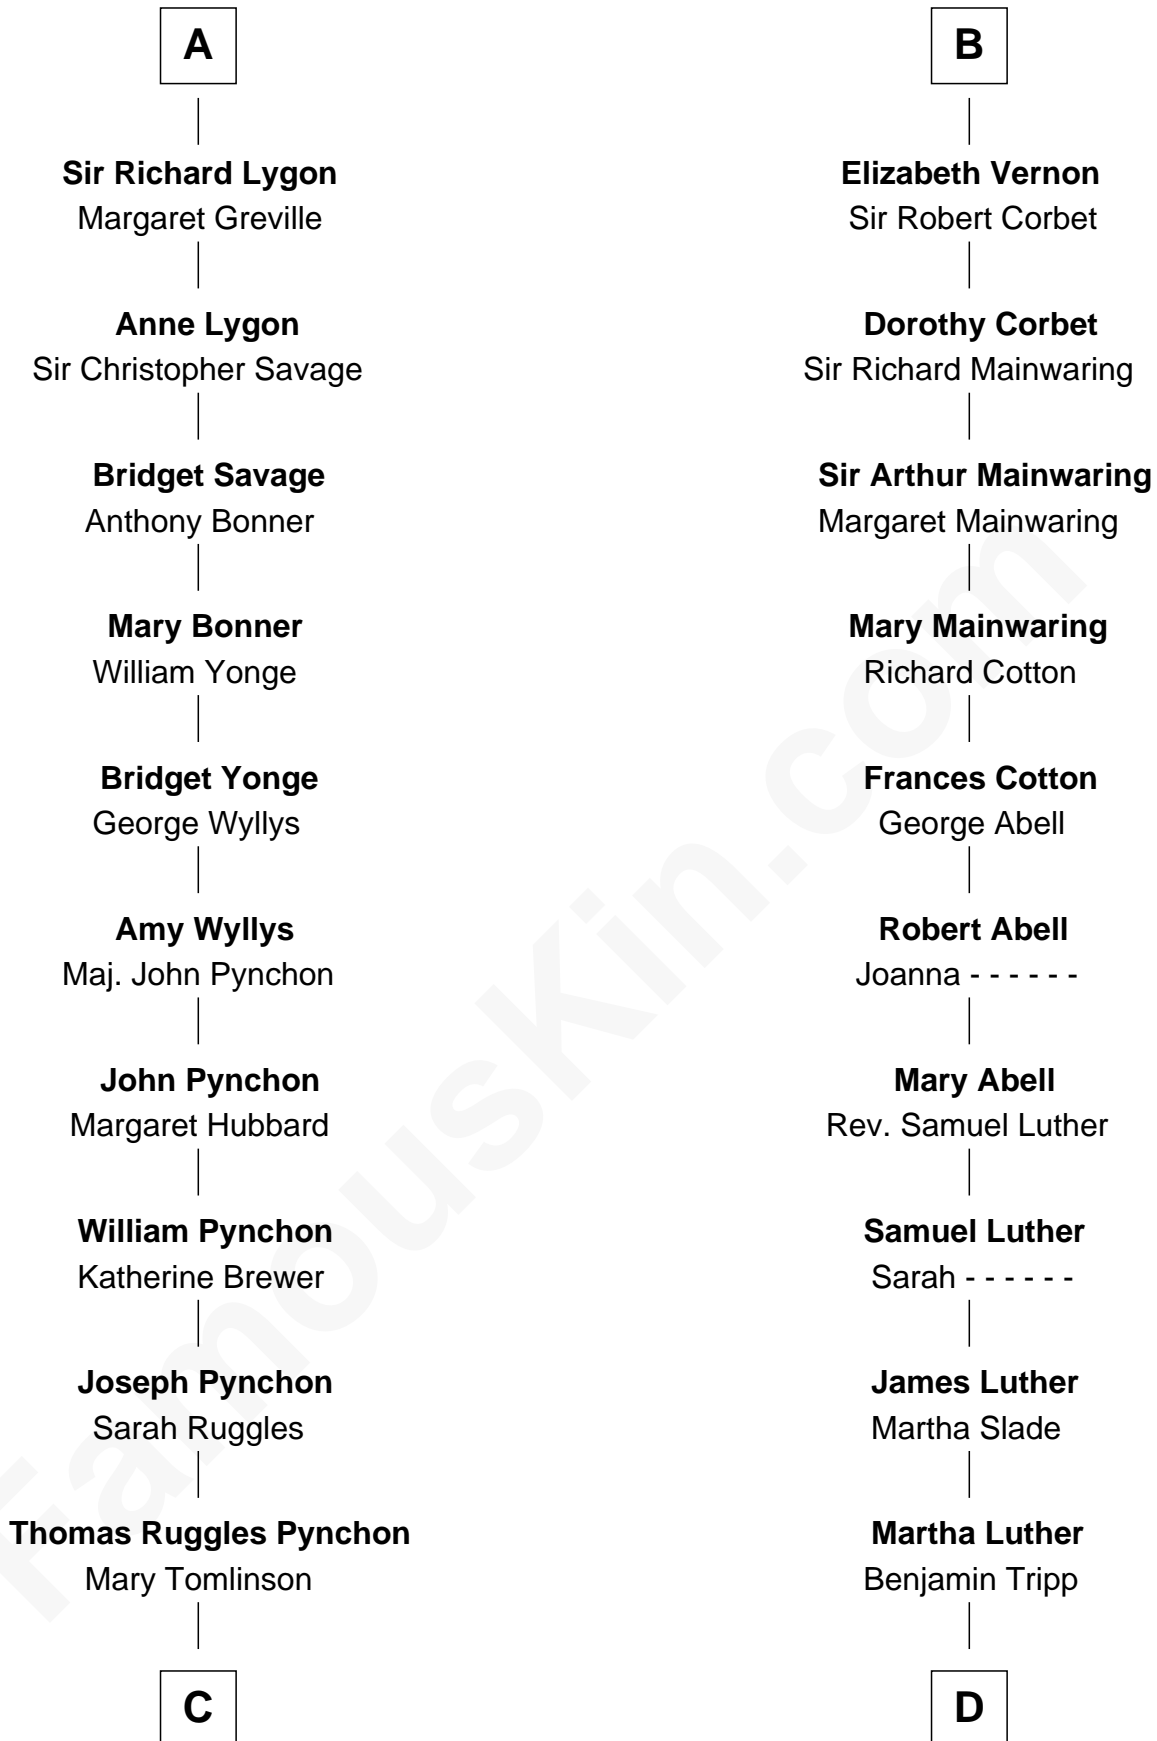 A
Sir Richard Lygon
Margaret Greville
Anne Lygon
Sir Christopher Savage
Bridget Savage
Anthony Bonner
Mary Bonner
William Yonge
Bridget Yonge
George Wyllys
Amy Wyllys
Maj. John Pynchon
John Pynchon
Margaret Hubbard
William Pynchon
Katherine Brewer
Joseph Pynchon
Sarah Ruggles
Thomas Ruggles Pynchon
Mary Tomlinson
C
B
Elizabeth Vernon
Sir Robert Corbet
Dorothy Corbet
Sir Richard Mainwaring
Sir Arthur Mainwaring
Margaret Mainwaring
Mary Mainwaring
Richard Cotton
Frances Cotton
George Abell
Robert Abell
Joanna - - - - - -
Mary Abell
Rev. Samuel Luther
Samuel Luther
Sarah - - - - - -
James Luther
Martha Slade
Martha Luther
Benjamin Tripp
D
FamousKin.com